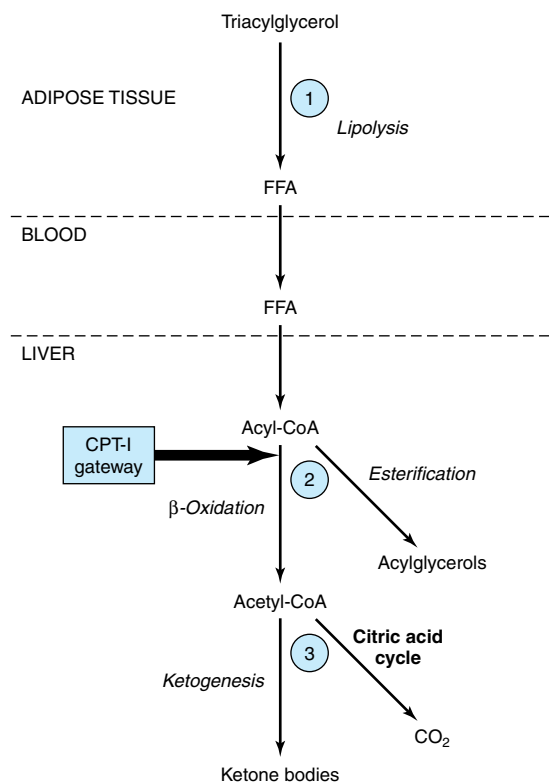 Triacylglycerol
ADIPOSE TISSUE
1
Lipolysis
FFA
BLOOD
FFA
LIVER
Acyl-CoA
CPT-I
gateway
2
Esterification
β-Oxidation
Acylglycerols
Acetyl-CoA
Citric acid
cycle
3
Ketogenesis
CO₂
Ketone bodies